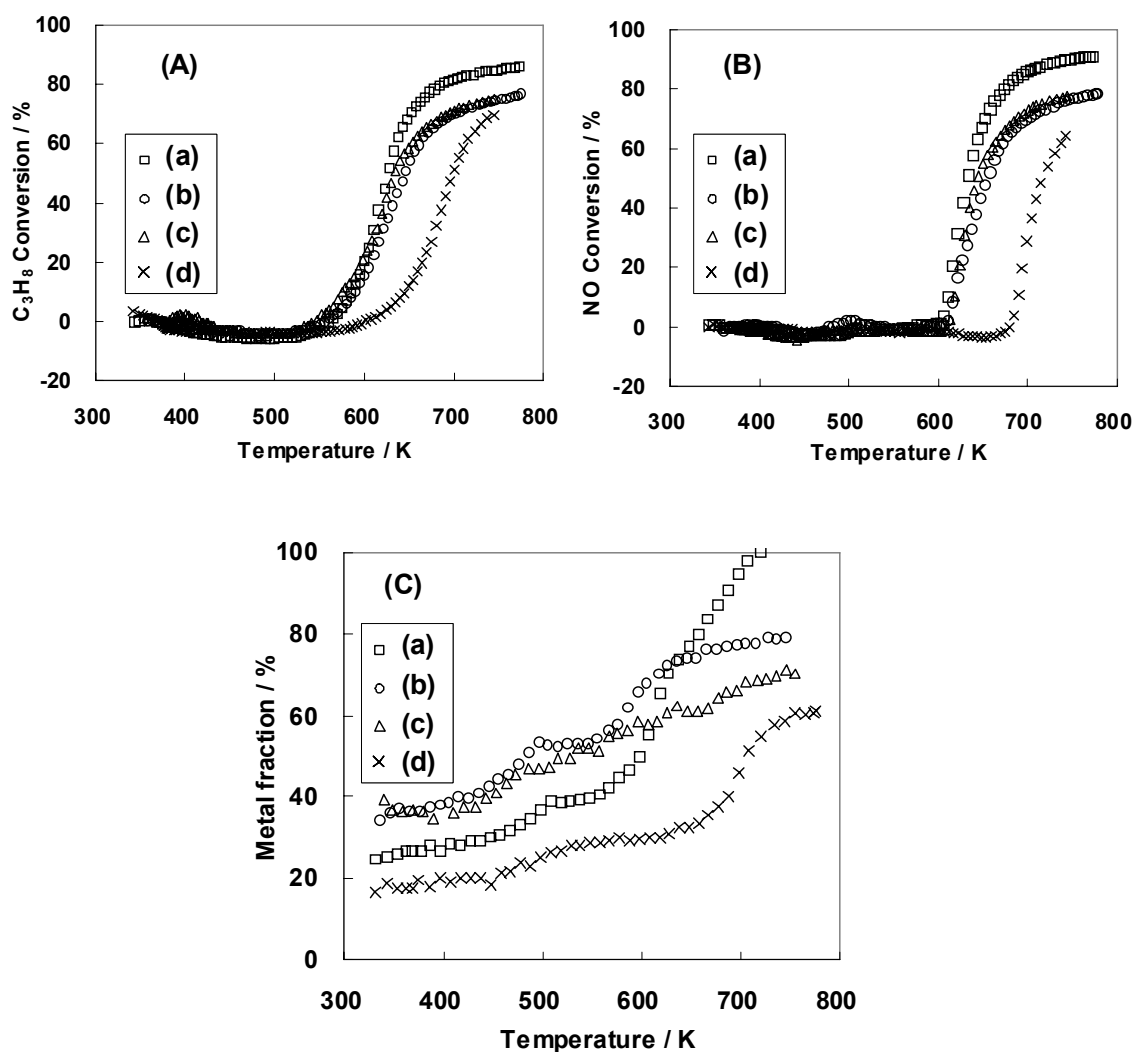 100
80
60
40
20
0
-20
C3H8 Conversion / %
(A)
(a)
(b)
(c)
(d)
300 400 500 600 700 800
Temperature / K
100
80
60
40
20
0
-20
NO Conversion / %
(B)
(a)
(b)
(c)
(d)
300 400 500 600 700 800
Temperature / K
100
80
60
40
20
0
Metal fraction / %
(C)
(a)
(b)
(c)
(d)
300 400 500 600 700 800
Temperature / K